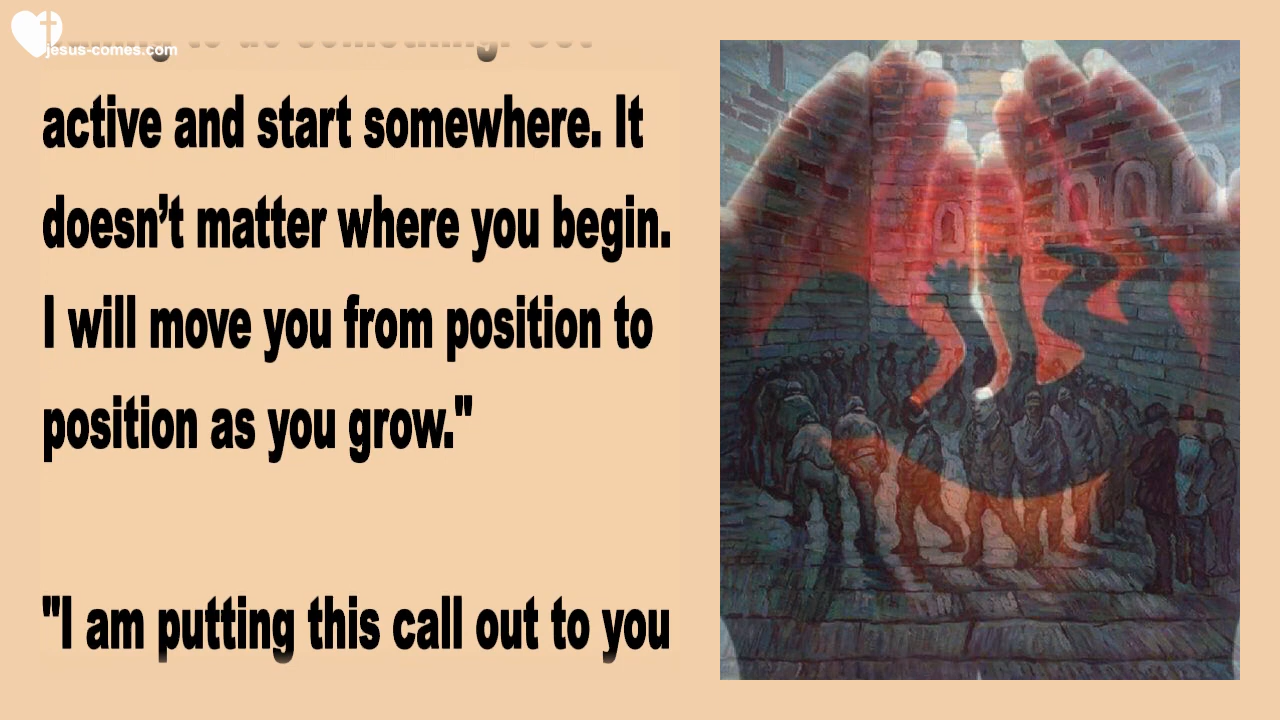 jesus-comes.com
active and start somewhere. It
doesn’t matter where you begin.
I will move you from position to
position as you grow."
"I am putting this call out to you